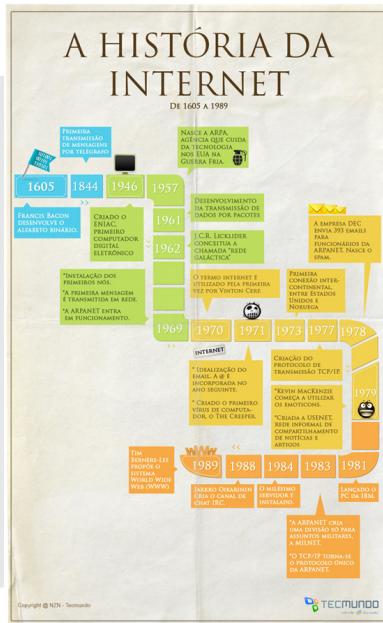 A HISTÓRIA DA
INTERNET
DE 1605 A 1989
PRIMEIRA
TRANSMISSÃO
DE MENSAGENS
POR TELÉGRAFO
NASCE A ARPA,
AGÊNCIA QUE CUIDA
DA TECNOLOGIA
NOS EUA NA
GUERRA FRIA.
1605
1844
1946
1957
FRANCIS BACON
DESENVOLVE O
ALFABETO BINÁRIO.
CRIADO O
ENIAC,
PRIMEIRO
COMPUTADOR
DIGITAL
ELETRÔNICO
1961
DESENVOLVIMENTO
DA TRANSMISSÃO DE
DADOS POR PACOTES
1962
J.C.R. LICKLIDER
CONCEITUA A
CHAMADA "REDE
GALÁCTICA"
A EMPRESA DEC
ENVIA 393 EMAILS
PARA
FUNCIONÁRIOS DA
ARPANET. NASCE O
SPAM.
*INSTALAÇÃO DOS
PRIMEIROS NÓS.
*A PRIMEIRA MENSAGEM
É TRANSMITIDA EM REDE.
*A ARPANET ENTRA
EM FUNCIONAMENTO.
O TERMO INTERNET É
UTILIZADO PELA PRIMEIRA
VEZ POR VINTON CERF.
PRIMEIRA
CONEXÃO INTER-
CONTINENTAL,
ENTRE ESTADOS
UNIDOS E
NORUEGA
1969
1970
1971
1973
1977
1978
INTERNET
* IDEALIZAÇÃO DO
EMAIL. A @ É
INCORPORADA NO
ANO SEGUINTE.
* CRIADO O PRIMEIRO
VÍRUS DE COMPUTA-
DOR, O THE CREEPER.
CRIAÇÃO DO
PROTOCOLO DE
TRANSMISSÃO TCP/IP.
*KEVIN MACKENZIE
COMEÇA A UTILIZAR
OS EMOTICONS.
*CRIADA A USENET,
REDE INFORMAL DE
COMPARTILHAMENTO
DE NOTÍCIAS E
ARTIGOS
1979
TIM
BERNERS-LEE
PROPÕE O
SISTEMA
WORLD WIDE
WEB (WWW)
1989
1988
1984
1983
1981
JARKKO OIKARINEN
CRIA O CANAL DE
CHAT IRC.
O MILÉSIMO
SERVIDOR É
INSTALADO.
LANÇADO O
PC DA IBM.
*A ARPANET CRIA
UMA DIVISÃO SÓ PARA
ASSUNTOS MILITARES,
A MILNET.
*O TCP/IP TORNA-SE
O PROTOCOLO ÚNICO
DA ARPANET.
Copyright @ NZN - Tecmundo
TECMUNDO